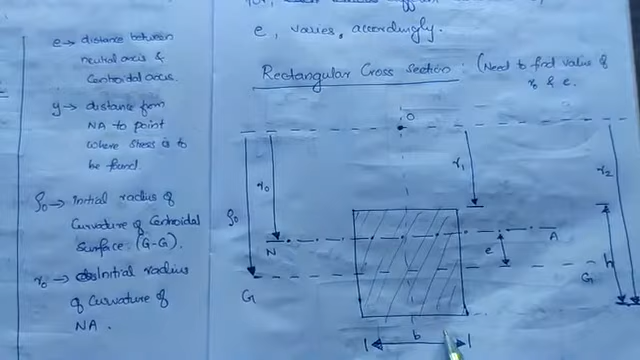 e → distance between
neutral axis &
Centroidal axis.
y → distance from
NA to point
where stress is to
be found.
ρ₀ → Initial radius of
Curvature of Centroidal
Surface. (G-G).
r₀ → Initial radius
of Curvature of
NA.
e, varies, accordingly.
Rectangular Cross Section : (Need to find value of
r₀ & e.
O
r₀
r₁
r₂
ρ₀
N
A
e
h
G
G
b